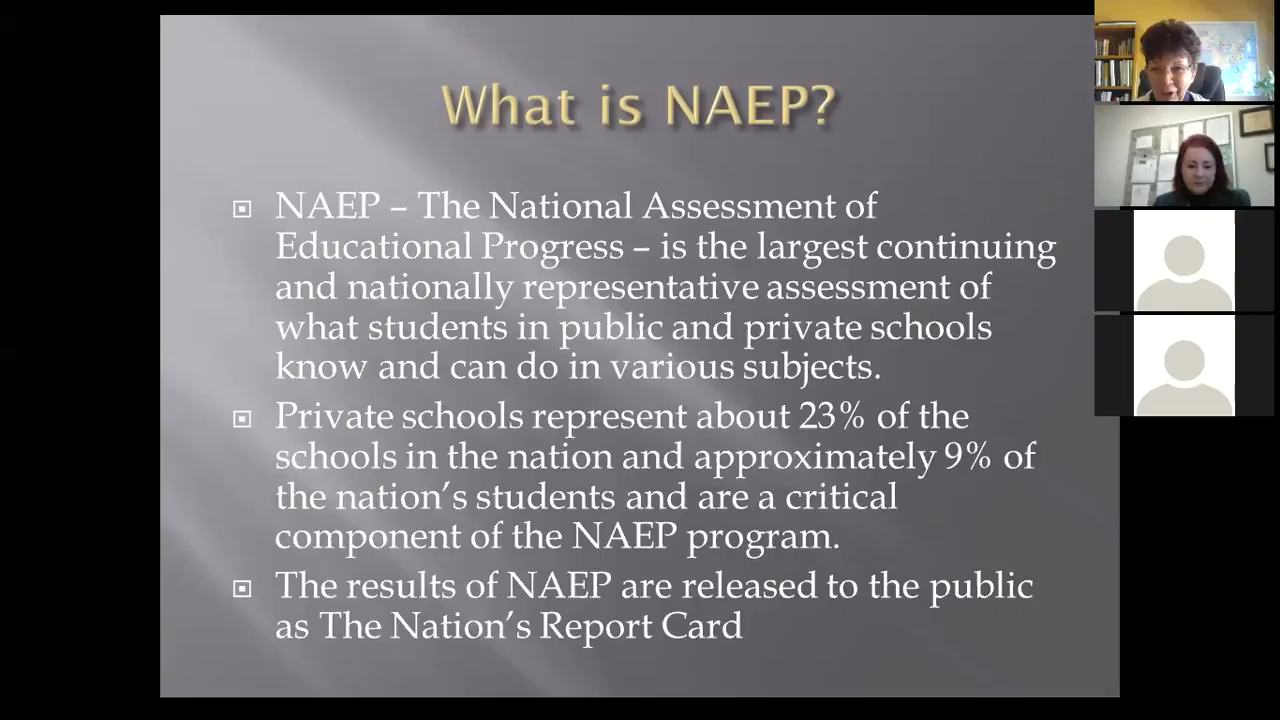 What is NAEP?
NAEP – The National Assessment of
Educational Progress – is the largest continuing
and nationally representative assessment of
what students in public and private schools
know and can do in various subjects.
Private schools represent about 23% of the
schools in the nation and approximately 9% of
the nation’s students and are a critical
component of the NAEP program.
The results of NAEP are released to the public
as The Nation’s Report Card